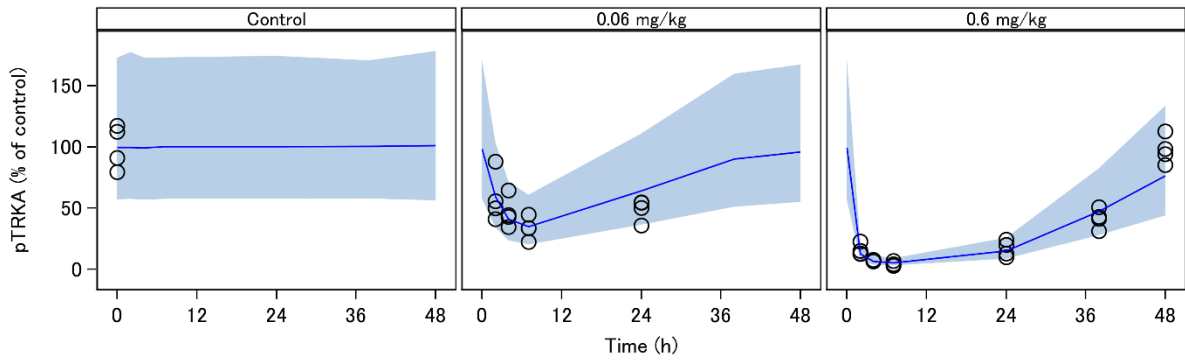 Control 0.06 mg/kg 0.6 mg/kg
pTRKA (% of control)
150
100
50
0
0 12 24 36 48 0 12 24 36 48 0 12 24 36 48
Time (h)